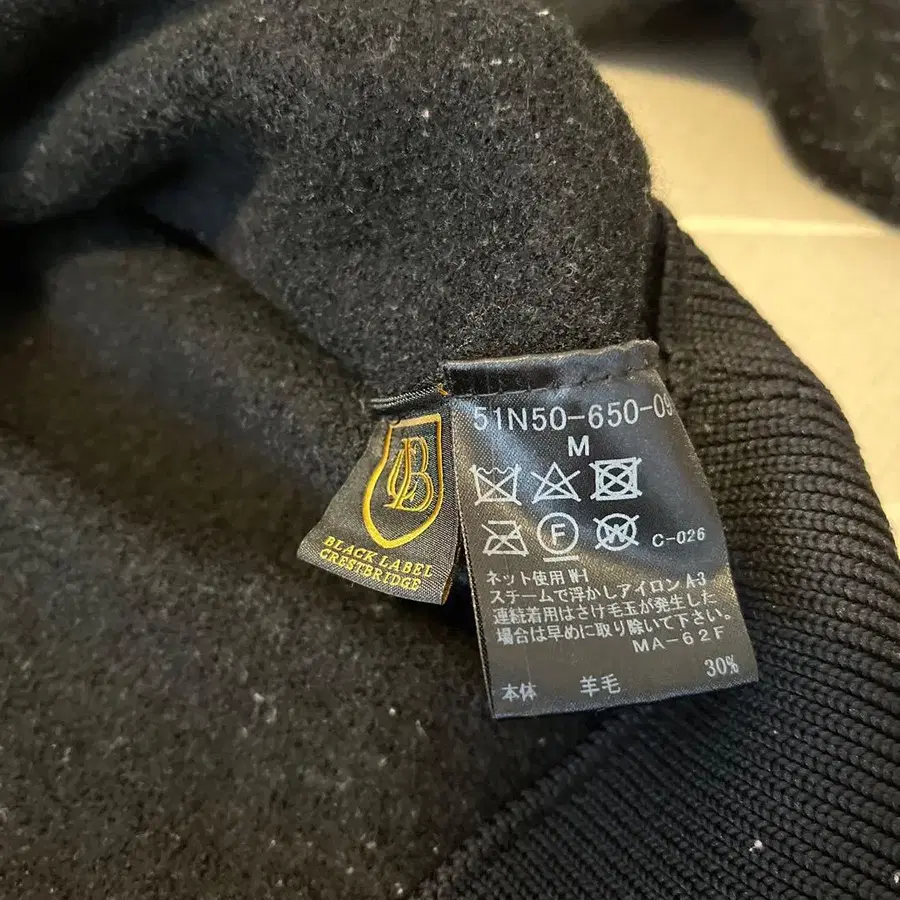 BLACK LABEL
CRESTBRIDGE
51N50-650-09
M
F
W
C-026
ネット使用 W-I
スチームで浮かしアイロン A-3
連続着用はさけ毛玉が発生した
場合は早めに取り除いて下さい。
MA-62F
本体 羊毛 30%